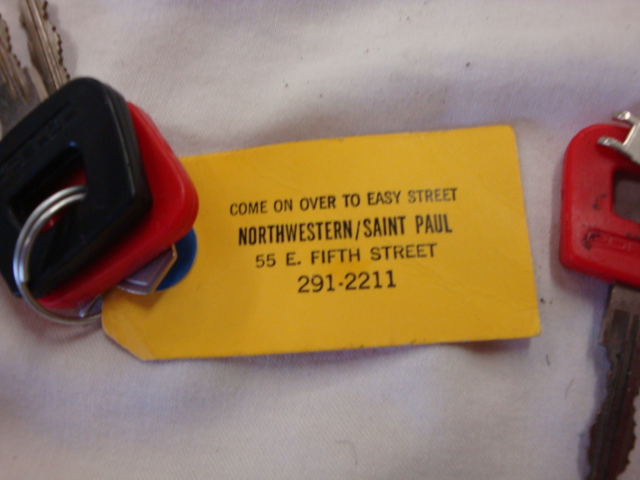 COME ON OVER TO EASY STREET
NORTHWESTERN/SAINT PAUL
55 E. FIFTH STREET
291-2211